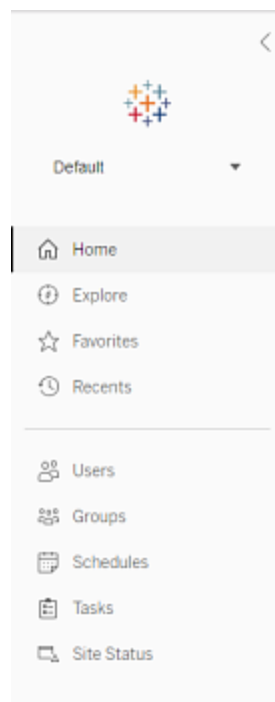 Default
Home
Explore
Favorites
Recents
Users
Groups
Schedules
Tasks
Site Status